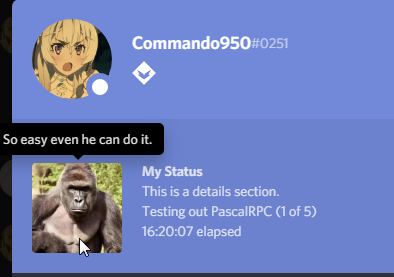 Commando950#0251
So easy even he can do it.
My Status
This is a details section.
Testing out PascalRPC (1 of 5)
16:20:07 elapsed